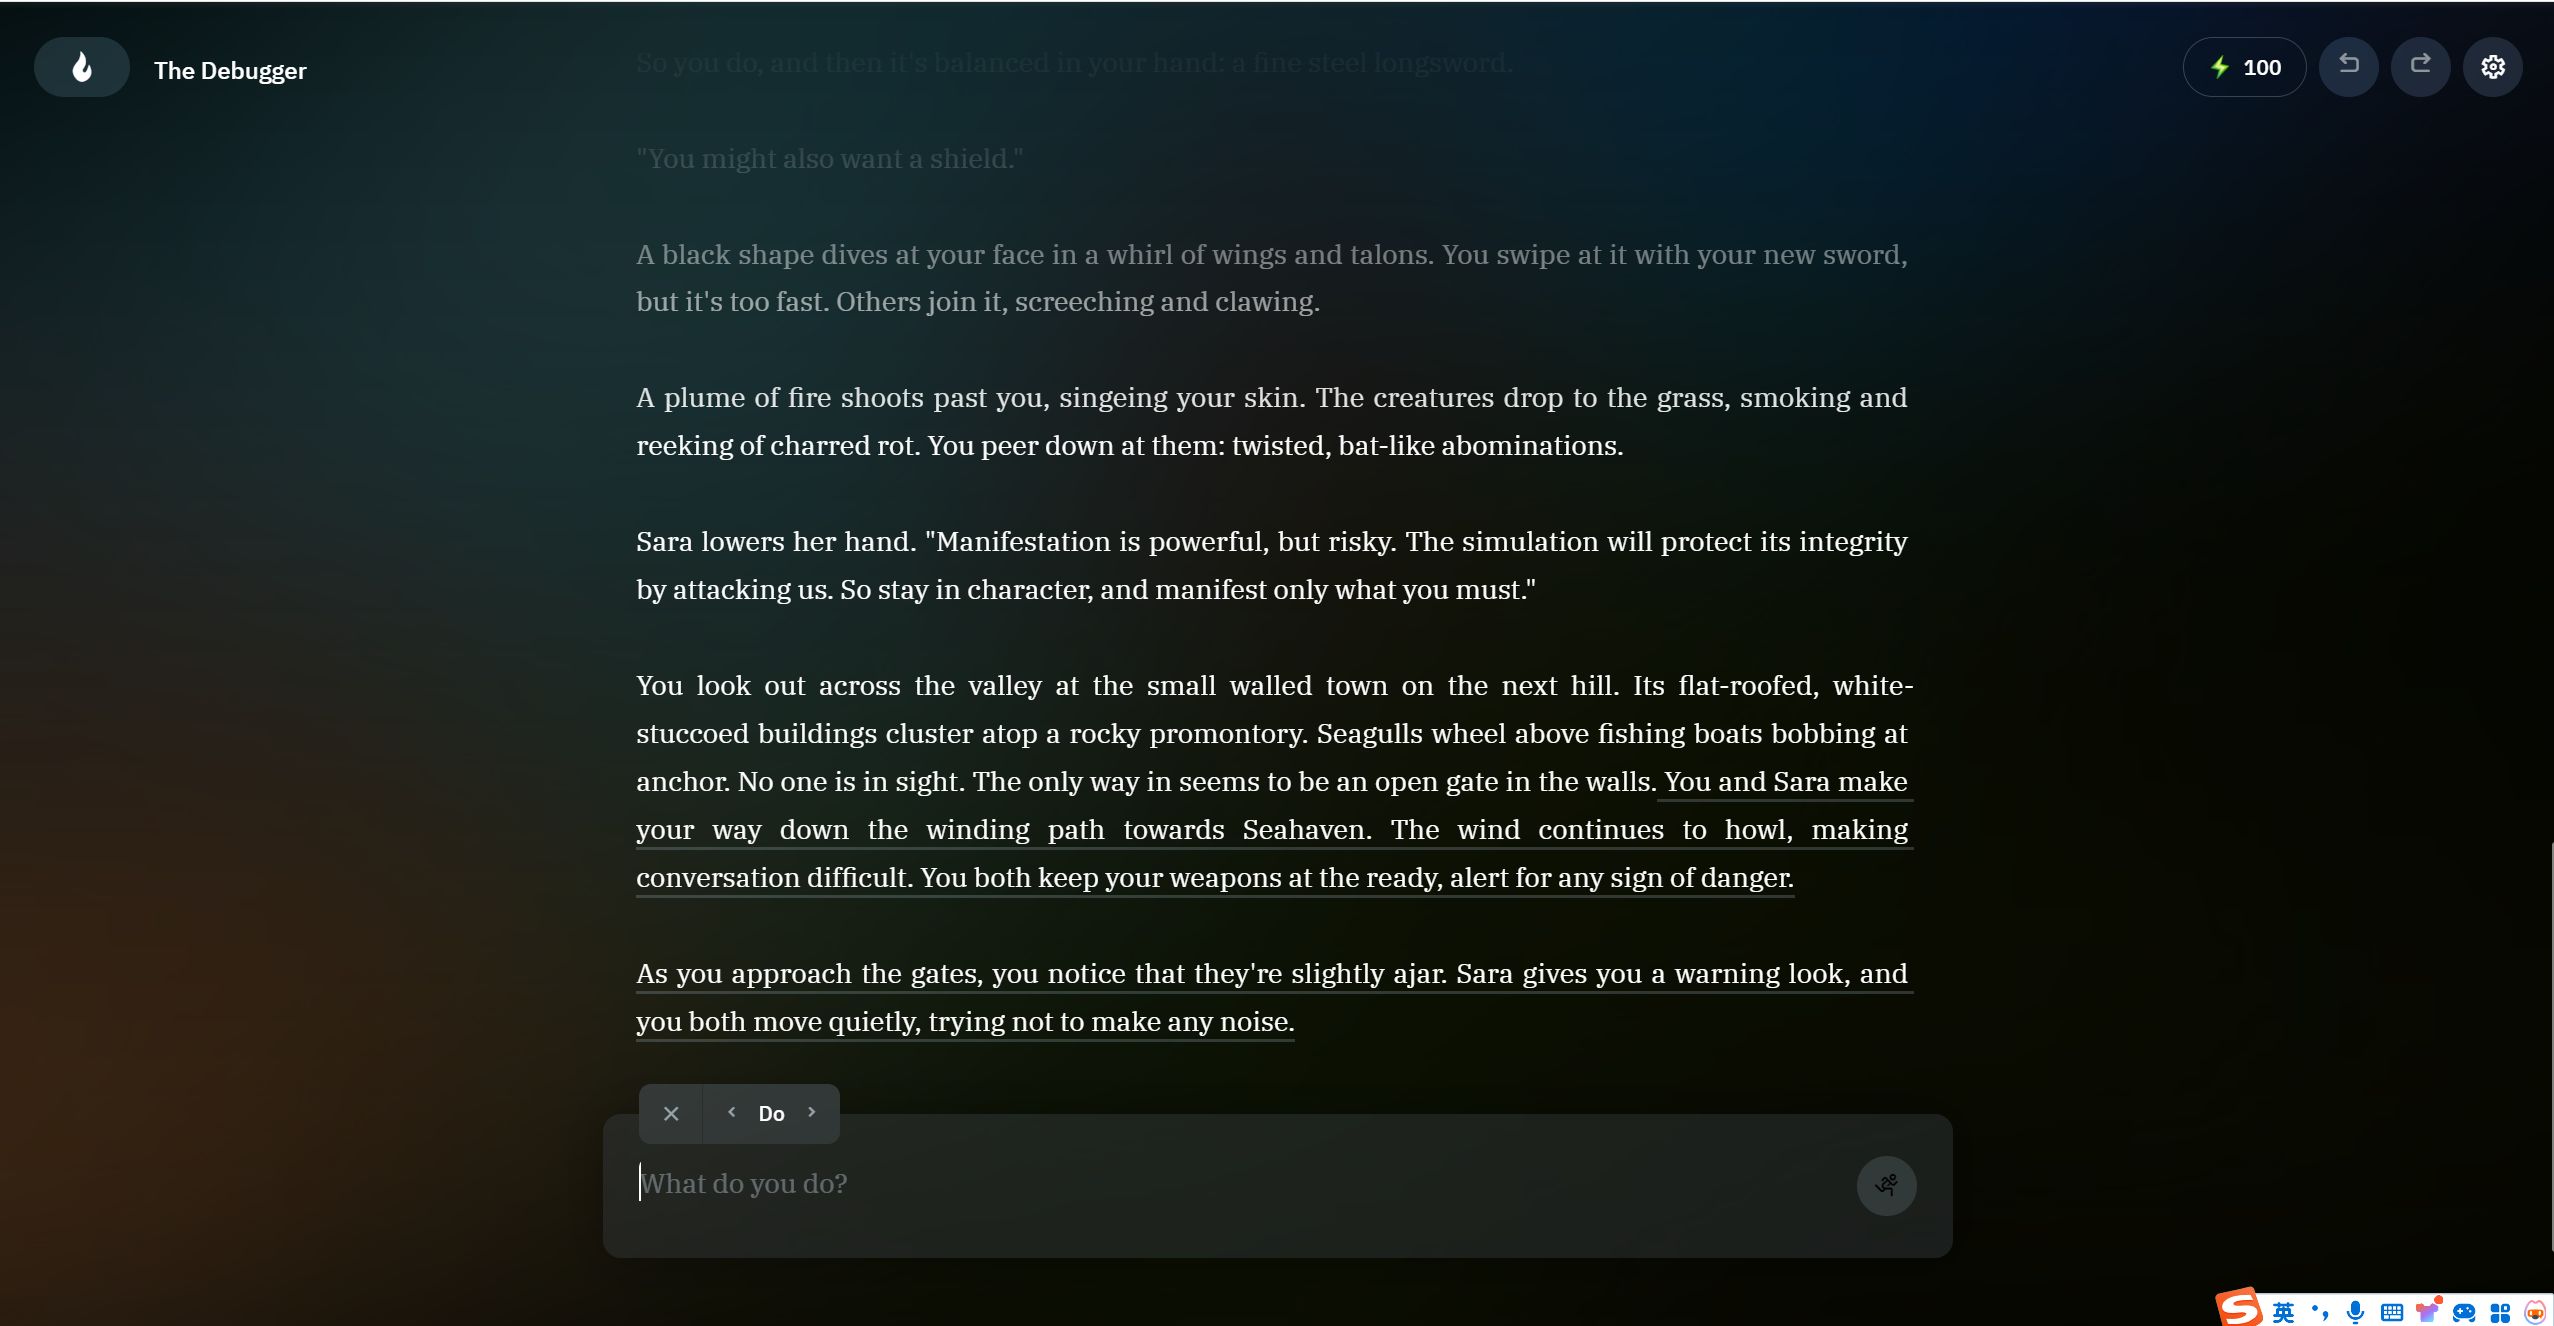 The Debugger
100
So you do, and then it's balanced in your hand: a fine steel longsword.
"You might also want a shield."
A black shape dives at your face in a whirl of wings and talons. You swipe at it with your new sword,
but it's too fast. Others join it, screeching and clawing.
A plume of fire shoots past you, singeing your skin. The creatures drop to the grass, smoking and
reeking of charred rot. You peer down at them: twisted, bat-like abominations.
Sara lowers her hand. "Manifestation is powerful, but risky. The simulation will protect its integrity
by attacking us. So stay in character, and manifest only what you must."
You look out across the valley at the small walled town on the next hill. Its flat-roofed, white-
stuccoed buildings cluster atop a rocky promontory. Seagulls wheel above fishing boats bobbing at
anchor. No one is in sight. The only way in seems to be an open gate in the walls. You and Sara make
your way down the winding path towards Seahaven. The wind continues to howl, making
conversation difficult. You both keep your weapons at the ready, alert for any sign of danger.
As you approach the gates, you notice that they're slightly ajar. Sara gives you a warning look, and
you both move quietly, trying not to make any noise.
Do
What do you do?
英